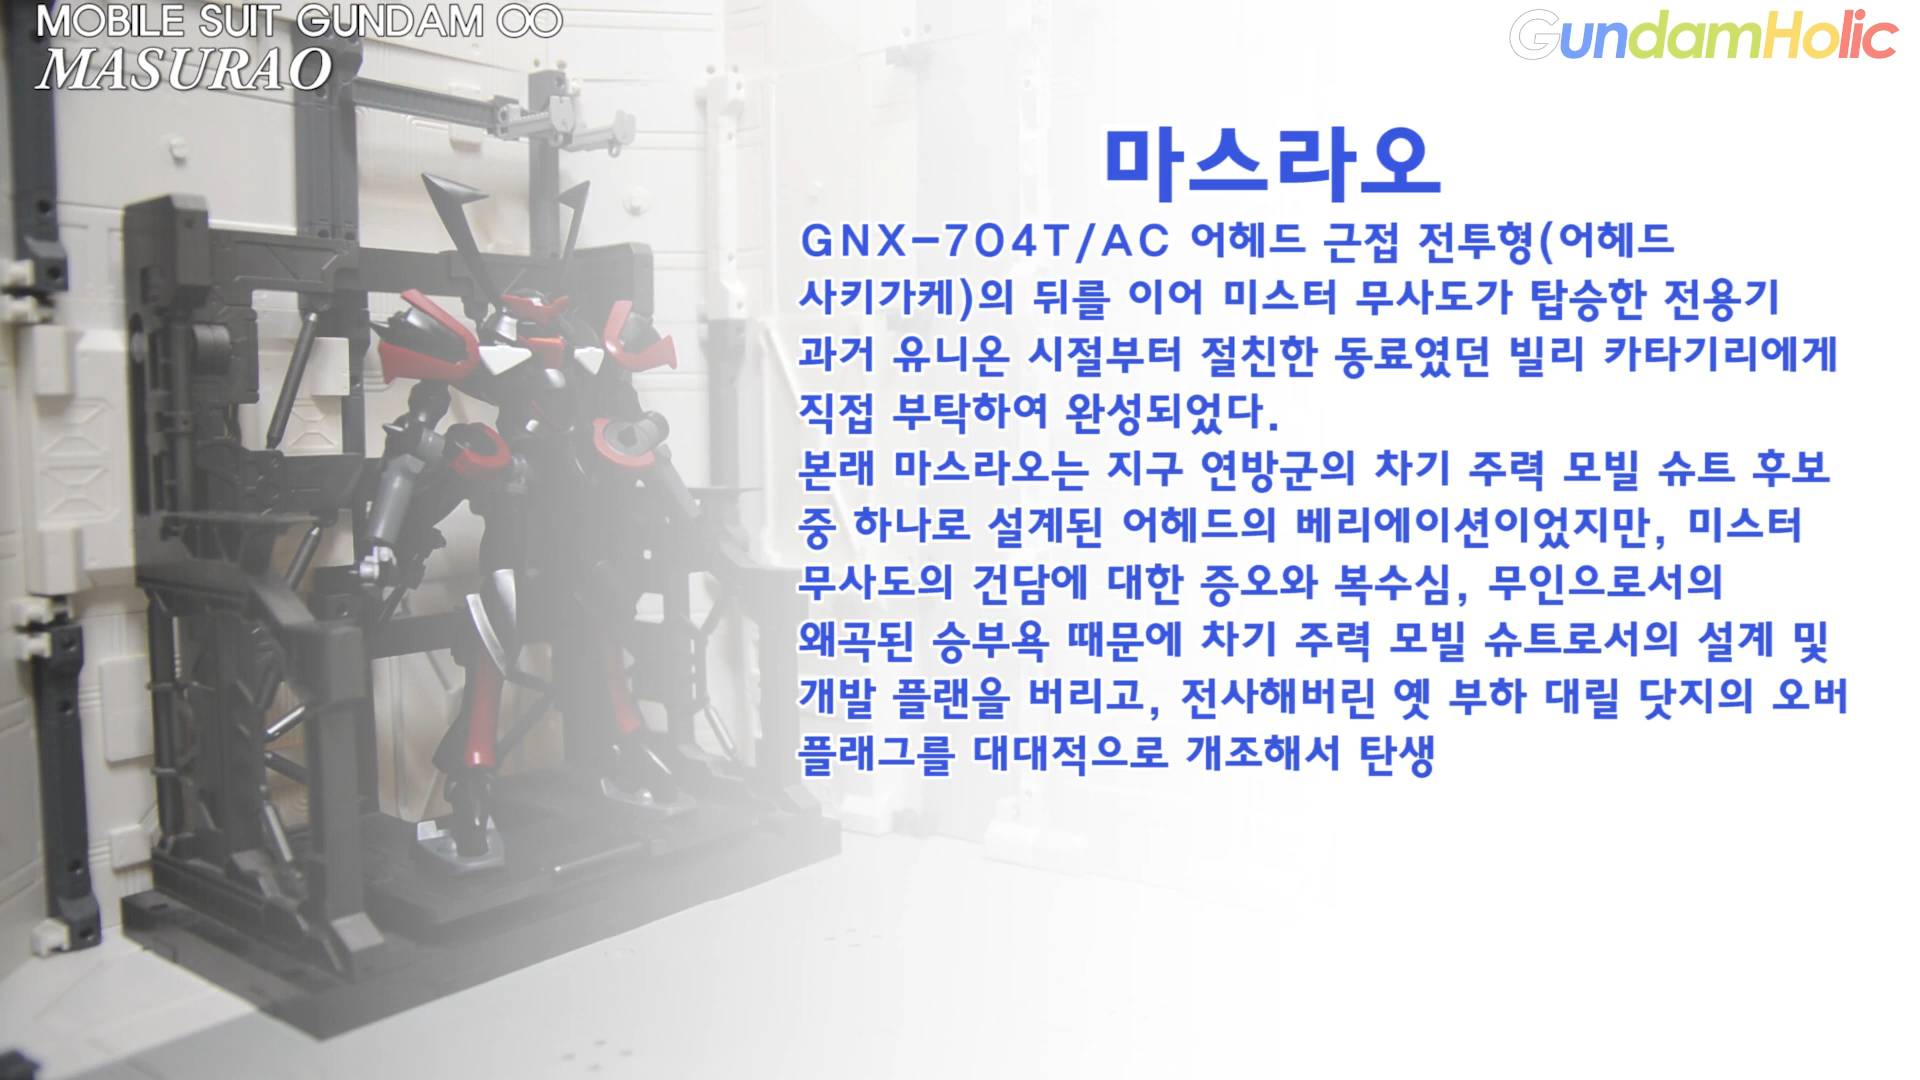 MOBILE SUIT GUNDAM OO
MASURAO
GundamHolic
마스라오
GNX-704T/AC 어헤드 근접 전투형(어헤드
사키가케)의 뒤를 이어 미스터 무사도가 탑승한 전용기
과거 유니온 시절부터 절친한 동료였던 빌리 카타기리에게
직접 부탁하여 완성되었다.
본래 마스라오는 지구 연방군의 차기 주력 모빌 슈트 후보
중 하나로 설계된 어헤드의 베리에이션이었지만, 미스터
무사도의 건담에 대한 증오와 복수심, 무인으로서의
왜곡된 승부욕 때문에 차기 주력 모빌 슈트로서의 설계 및
개발 플랜을 버리고, 전사해버린 옛 부하 대릴 닷지의 오버
플래그를 대대적으로 개조해서 탄생